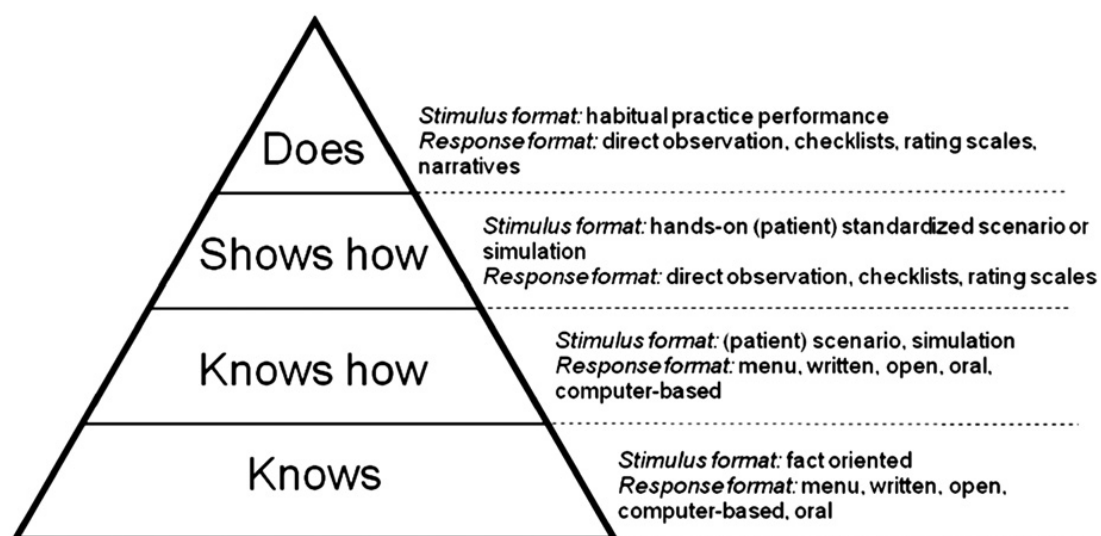 Does
Stimulus format: habitual practice performance
Response format: direct observation, checklists, rating scales,
narratives
Shows how
Stimulus format: hands-on (patient) standardized scenario or
simulation
Response format: direct observation, checklists, rating scales
Knows how
Stimulus format: (patient) scenario, simulation
Response format: menu, written, open, oral,
computer-based
Knows
Stimulus format: fact oriented
Response format: menu, written, open,
computer-based, oral